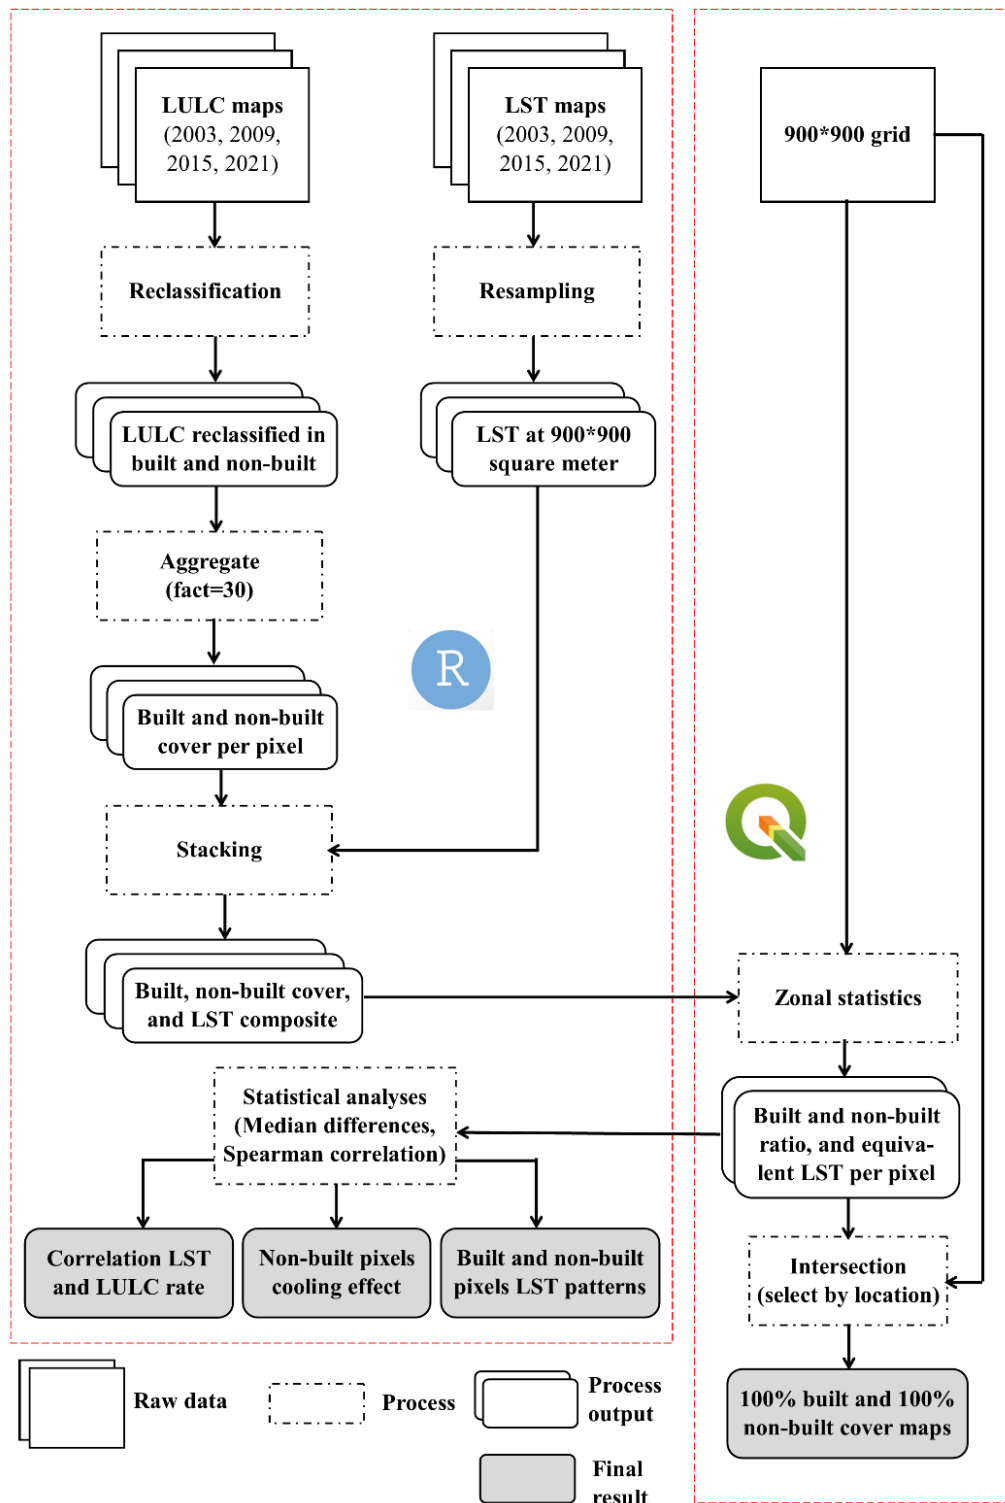 LULC maps
(2003, 2009,
2015, 2021)
LST maps
(2003, 2009,
2015, 2021)
900*900 grid
Reclassification
Resampling
LULC reclassified in
built and non-built
LST at 900*900
square meter
Aggregate
(fact=30)
R
Built and non-built
cover per pixel
Stacking
Built, non-built cover,
and LST composite
Zonal statistics
Statistical analyses
(Median differences,
Spearman correlation)
Built and non-built
ratio, and equiva-
lent LST per pixel
Correlation LST
and LULC rate
Non-built pixels
cooling effect
Built and non-built
pixels LST patterns
Intersection
(select by location)
100% built and 100%
non-built cover maps
Raw data
Process
Process
output
Final
result